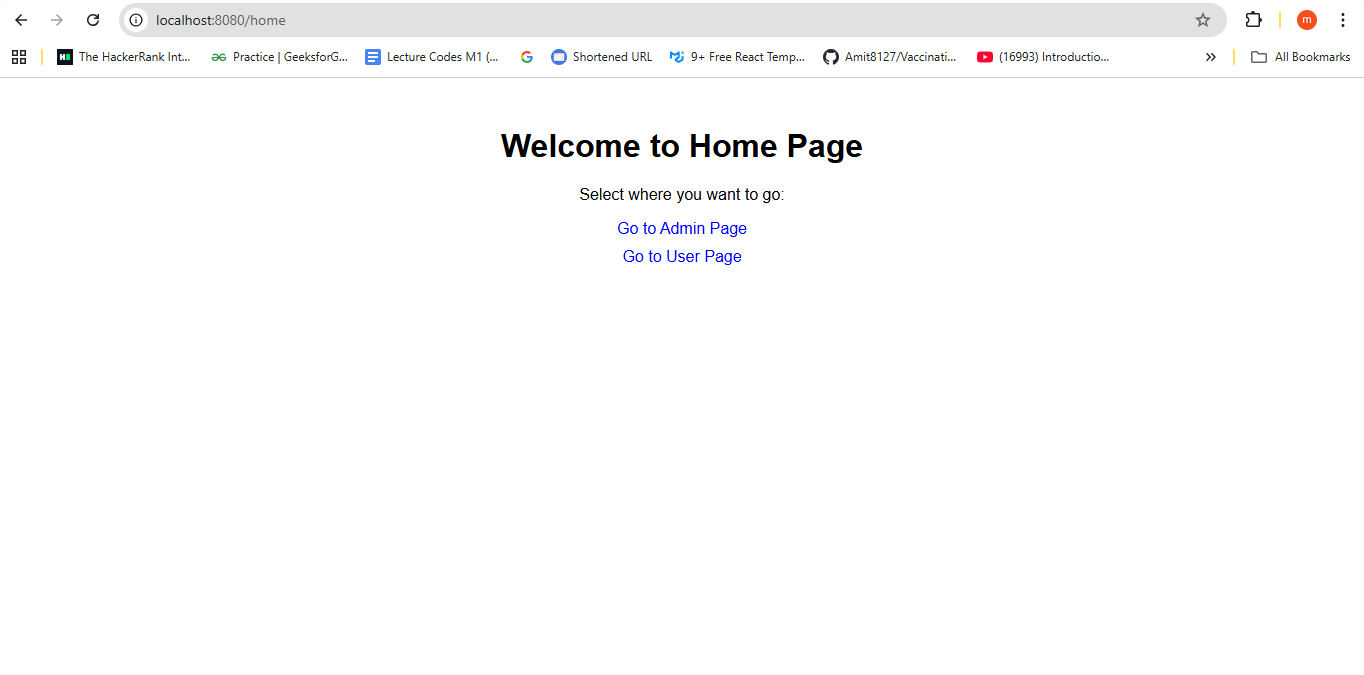 localhost:8080/home
m
The HackerRank Int...
Practice | GeeksforG...
Lecture Codes M1 (...
Shortened URL
9+ Free React Temp...
Amit8127/Vaccinati...
(16993) Introductio...
All Bookmarks
Welcome to Home Page
Select where you want to go:
Go to Admin Page
Go to User Page